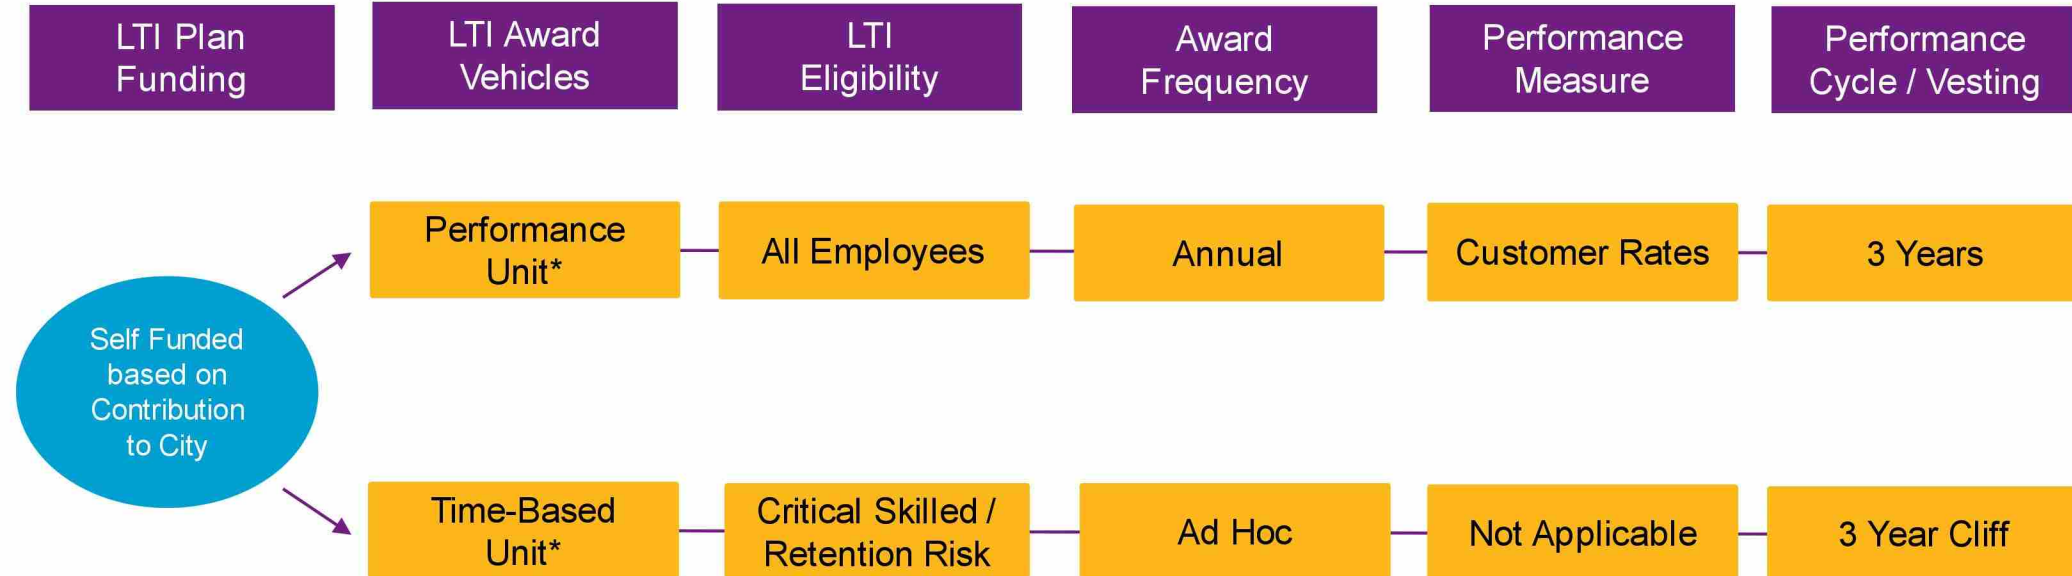 LTI Plan
Funding
LTI Award
Vehicles
LTI
Eligibility
Award
Frequency
Performance
Measure
Performance
Cycle / Vesting
Performance
Unit*
All Employees
Annual
Customer Rates
3 Years
Self Funded
based on
Contribution
to City
Time-Based
Unit*
Critical Skilled /
Retention Risk
Ad Hoc
Not Applicable
3 Year Cliff